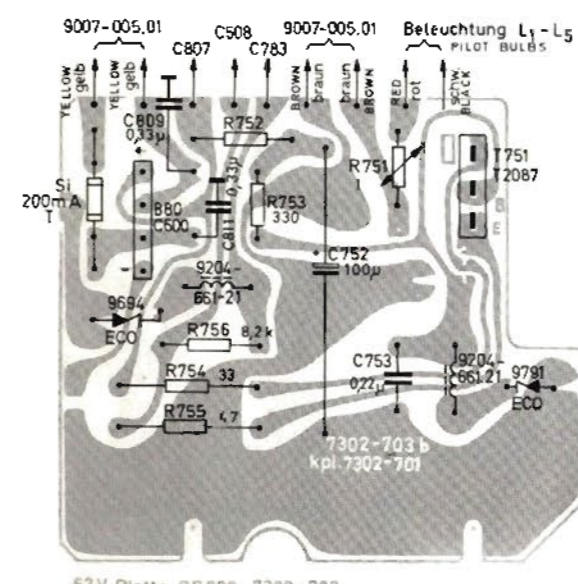 9007-005.01
C807
C508
C783
9007-005.01
Beleuchtung L1-L5
PILOT BULBS
YELLOW
gelb
YELLOW
gelb
BROWN
braun
braun
BROWN
RED
rot
schw.
BLACK
C809
0,33µ
R752
0,33µ
C811
R751
1
T751
T2087
B
E
Si
200mA
T
B80
C600
R753
330
C752
100µ
9204-
661-21
9694
ECO
R756 8,2k
R754 33
R755 4,7
C753
0,22µ
9204-
661.21
9791
ECO
7302-703 b
kpl.7302-701